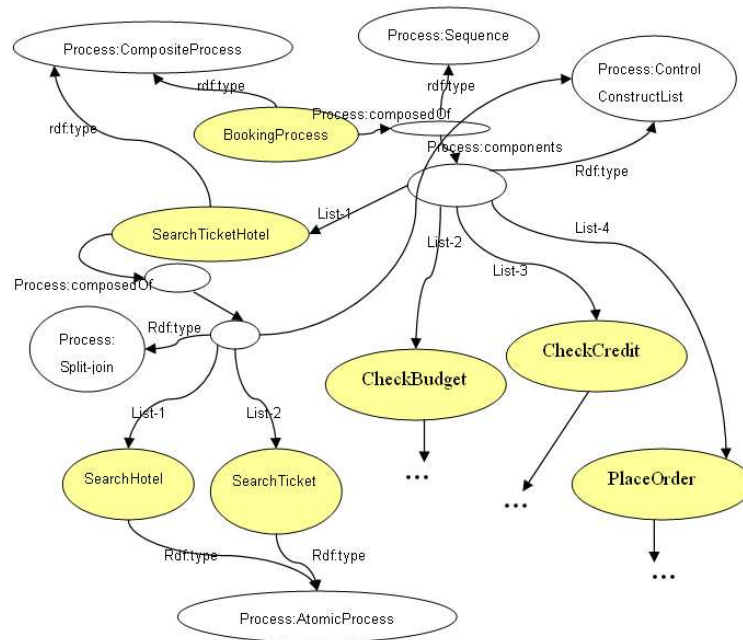 Process:CompositeProcess
Process:Sequence
Process:Control
ConstructList
rdf:type
rdf:type
rdf:type
Process:composedOf
BookingProcess
Process:components
Rdf:type
List-1
SearchTicketHotel
List-2
List-4
List-3
Process:composedOf
Process:
Split-join
Rdf:type
CheckBudget
CheckCredit
List-1
List-2
...
...
SearchHotel
SearchTicket
PlaceOrder
Rdf:type
Rdf:type
...
Process:AtomicProcess